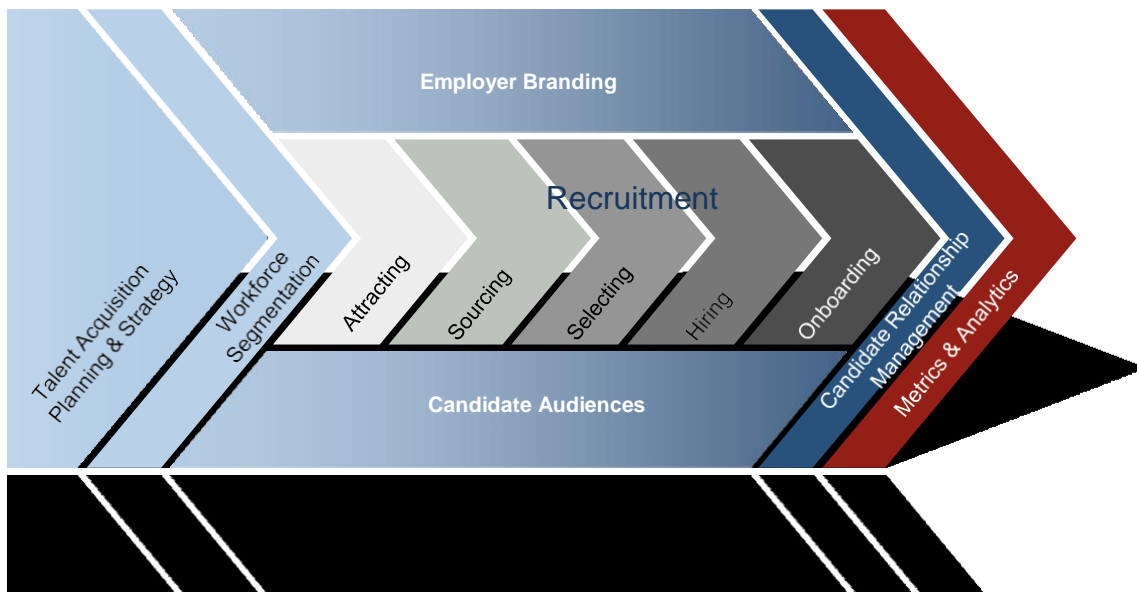 Employer Branding
Recruitment
Talent Acquisition
Planning & Strategy
Workforce
Segmentation
Attracting
Sourcing
Selecting
Hiring
Onboarding
Candidate Relationship
Management
Metrics & Analytics
Candidate Audiences